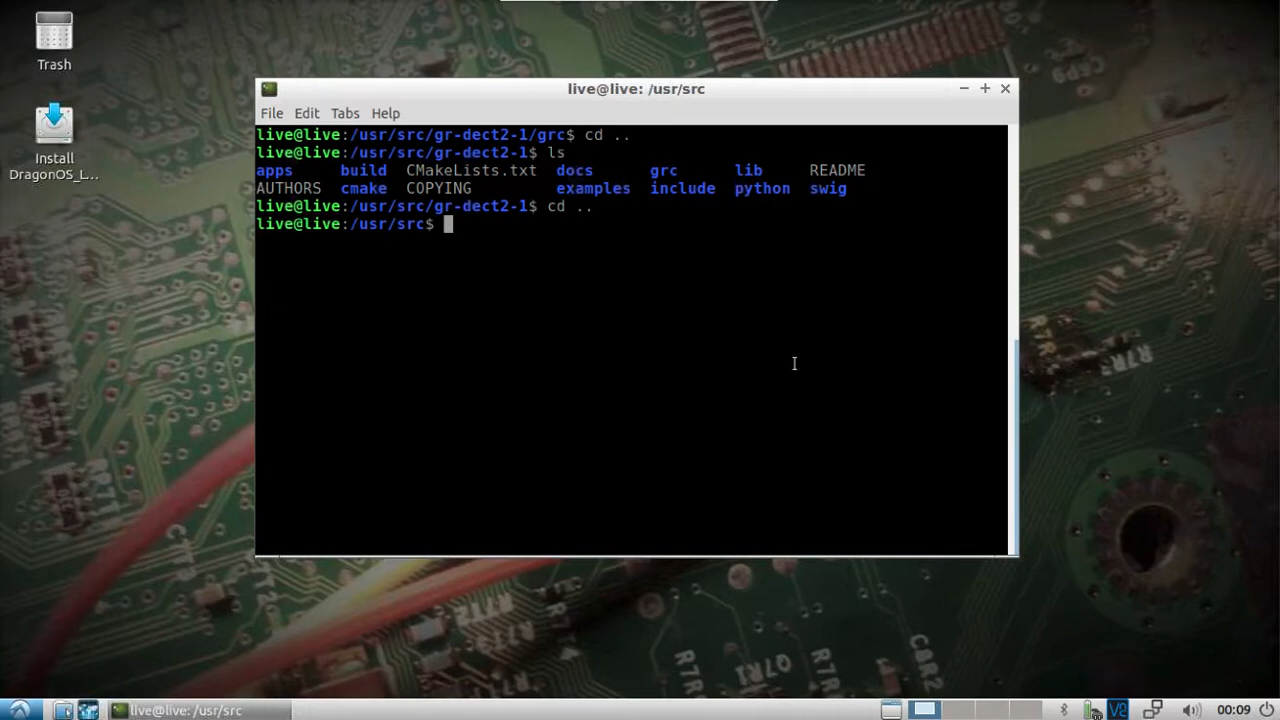 Trash
Install
DragonOS_L...
live@live: /usr/src
File Edit Tabs Help
live@live:/usr/src/gr-dect2-1/grc$ cd ..
live@live:/usr/src/gr-dect2-1$ ls
apps build CMakeLists.txt docs grc lib README
AUTHORS cmake COPYING examples include python swig
live@live:/usr/src/gr-dect2-1$ cd ..
live@live:/usr/src$
R7R
live@live: /usr/src
00:09